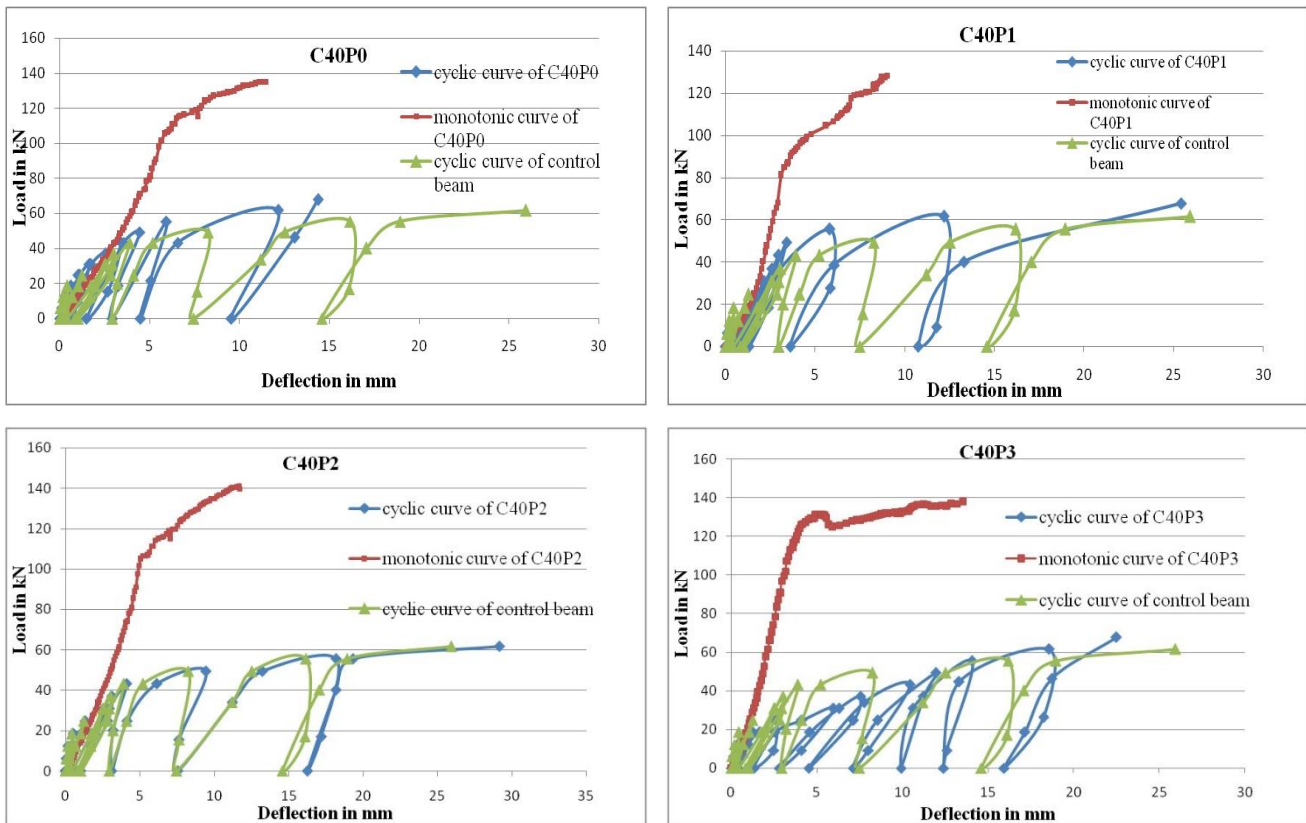 C40P0
160
140
120
100
80
60
40
20
0
Load in kN
cyclic curve of C40P0
monotonic curve of
C40P0
cyclic curve of control
beam
0 5 10 15 20 25 30
Deflection in mm
C40P1
140
120
100
80
60
40
20
0
Load in kN
cyclic curve of C40P1
monotonic curve of
C40P1
cyclic curve of control
beam
0 5 10 15 20 25 30
Deflection in mm
C40P2
160
140
120
100
80
60
40
20
0
Load in kN
cyclic curve of C40P2
monotonic curve of C40P2
cyclic curve of control beam
0 5 10 15 20 25 30 35
Deflection in mm
C40P3
160
140
120
100
80
60
40
20
0
Load in kN
cyclic curve of C40P3
monotonic curve of C40P3
cyclic curve of control beam
0 5 10 15 20 25 30
Deflection in mm